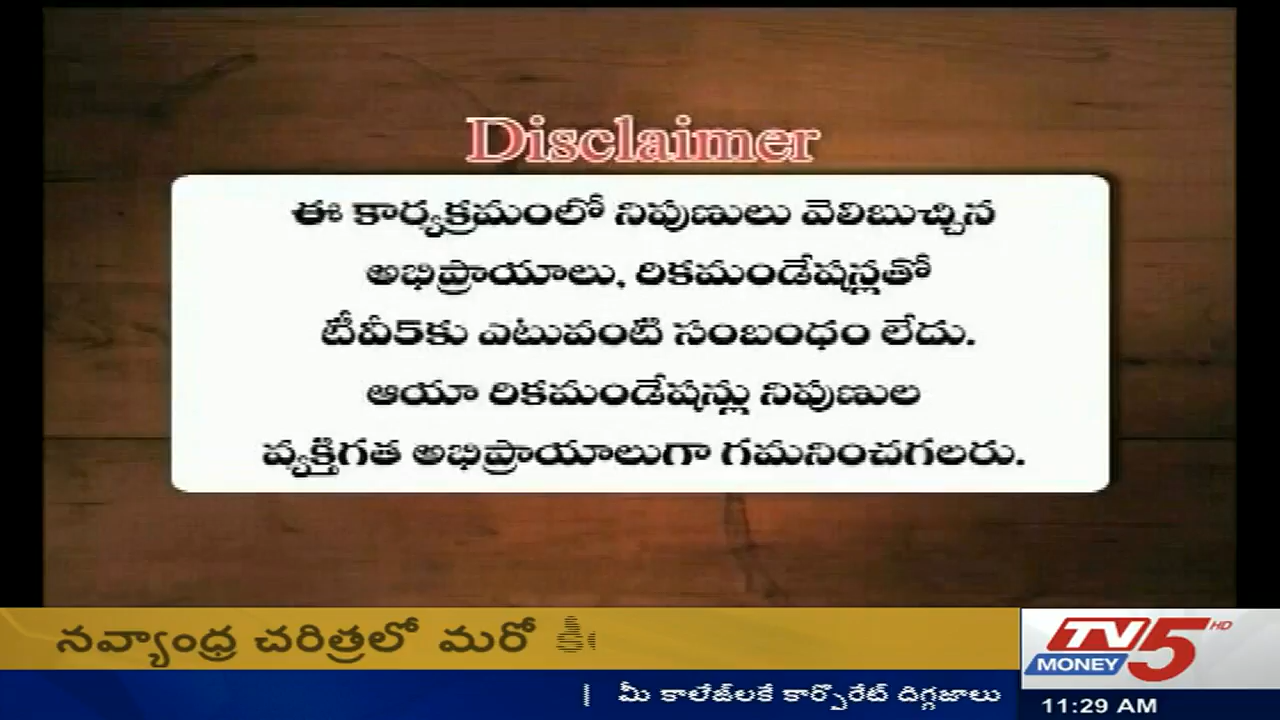 Disclaimer
ఈ కార్యక్రమంలో నిపుణులు వెలిబుచ్చిన
అభిప్రాయాలు, రికమండేషన్లతో
టీవీ5కు ఎటువంటి సంబంధం లేదు.
ఆయా రికమండేషన్లు నిపుణుల
వ్యక్తిగత అభిప్రాయాలుగా గమనించగలరు.
నవ్యాంధ్ర చరిత్రలో మరో
TV5 HD
MONEY
| మీ కాలేజ్‌లకే కార్పొరేట్ దిగ్గజాలు
11:29 AM